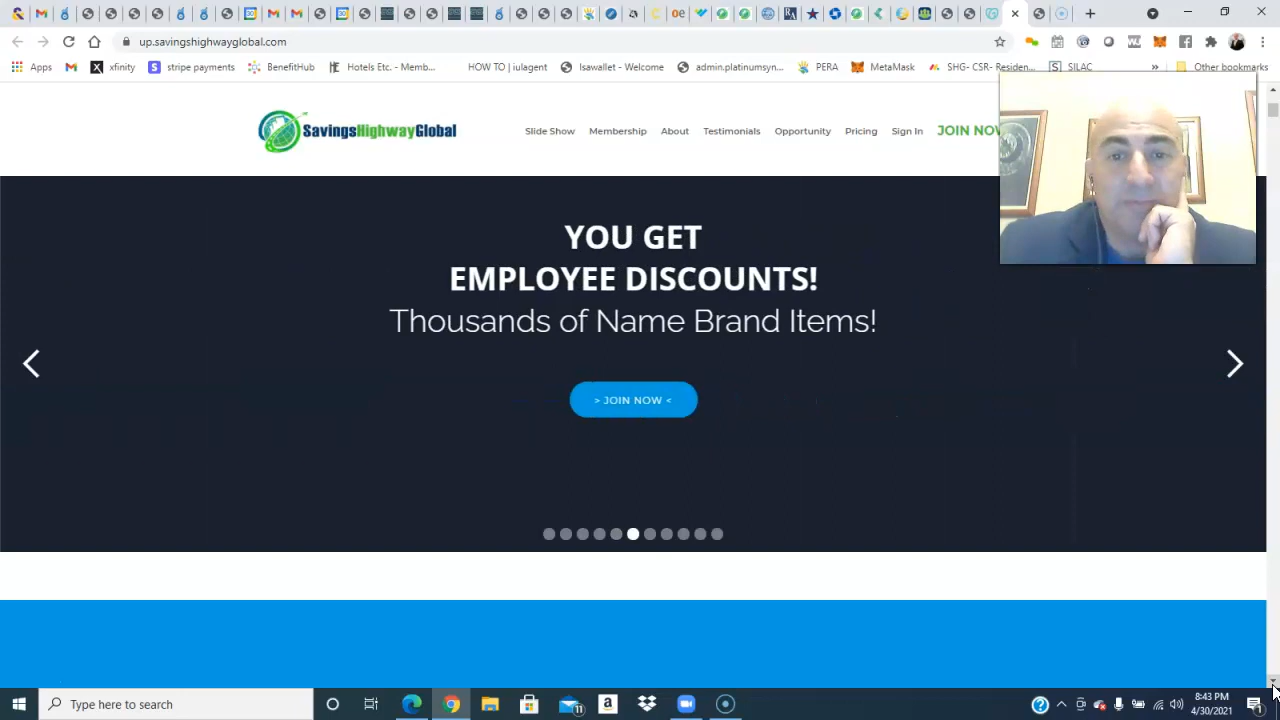 up.savingshighwayglobal.com
Apps
xfinity
stripe payments
BenefitHub
Hotels Etc. - Memb...
HOW TO | iulagent
Isawallet - Welcome
admin.platinumsyn...
PERA
MetaMask
SHG- CSR- Residen...
SILAC
»
Other bookmarks
SavingsHighwayGlobal
Slide Show
Membership
About
Testimonials
Opportunity
Pricing
Sign In
JOIN NOW
YOU GET
EMPLOYEE DISCOUNTS!
Thousands of Name Brand Items!
> JOIN NOW <
Type here to search
11
8:43 PM
4/30/2021
1